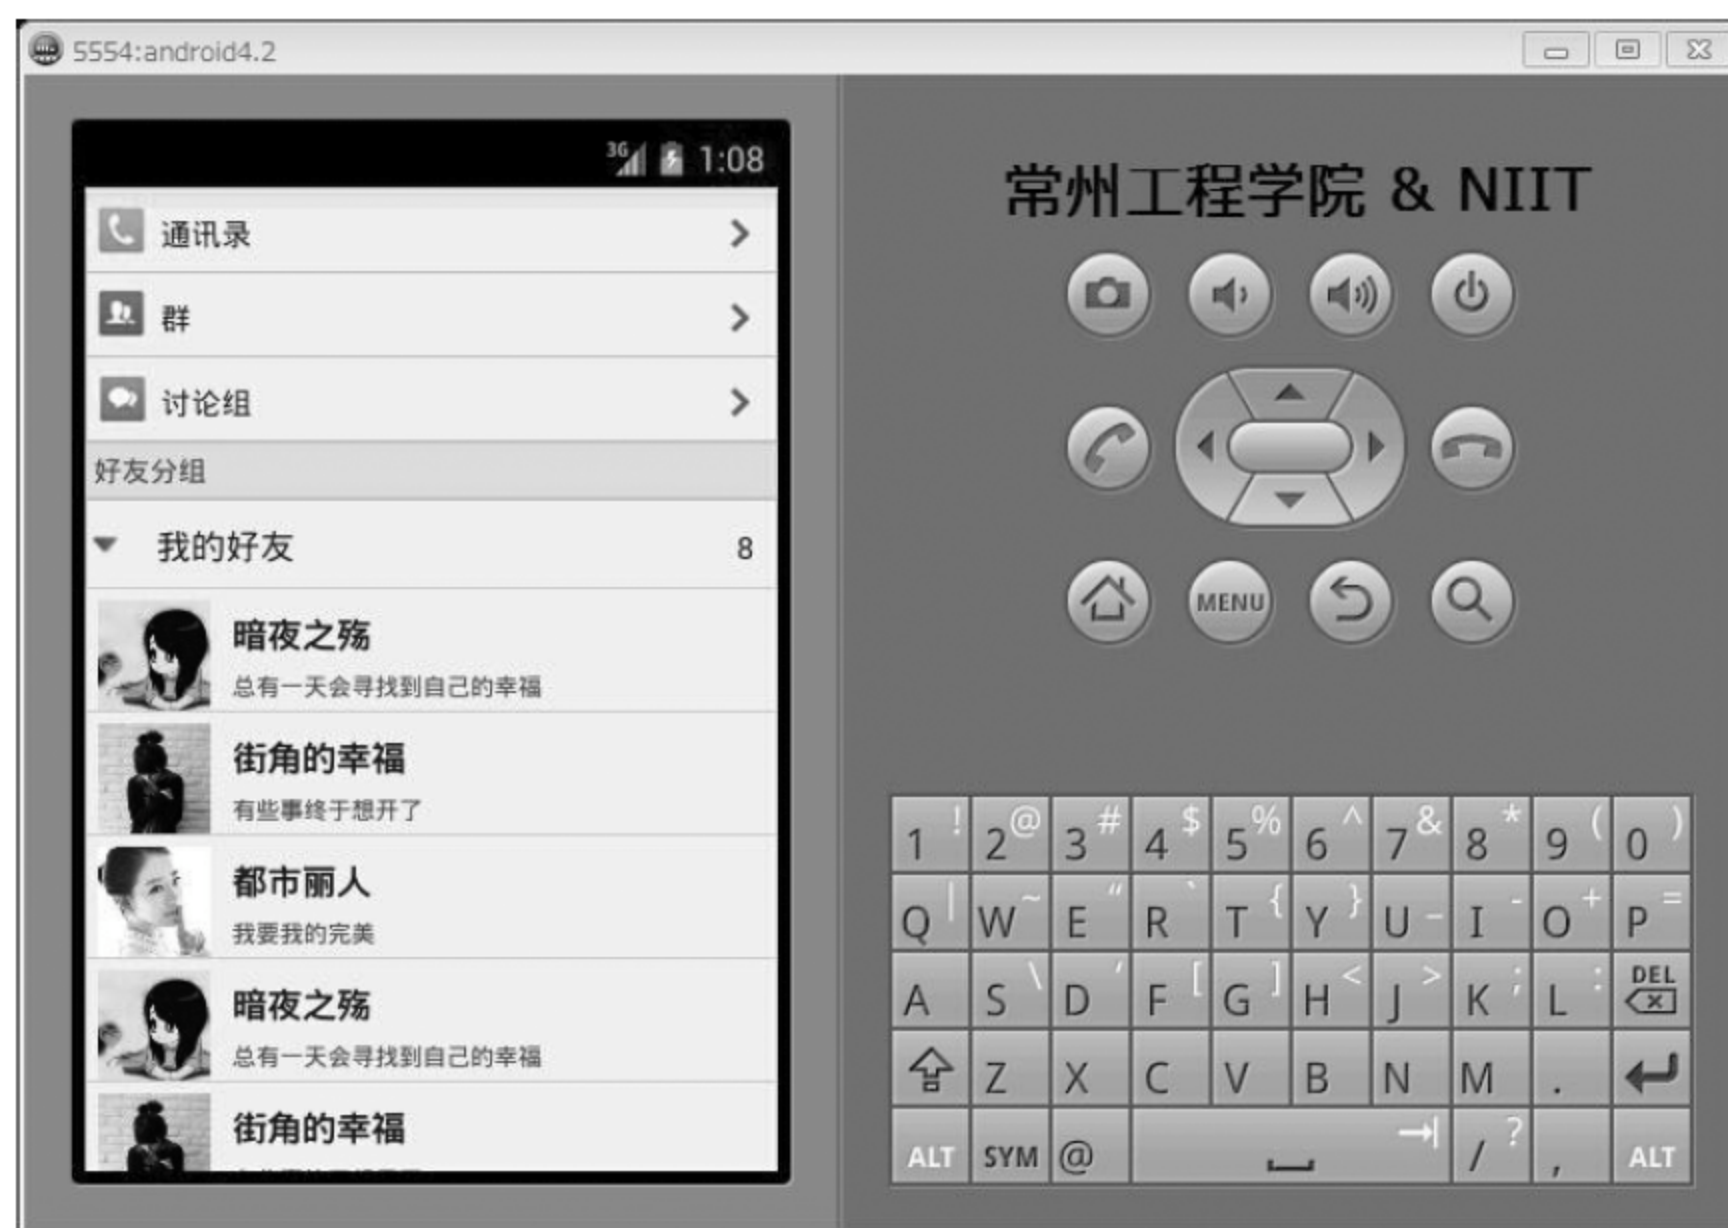 5554:android4.2
3G 1:08
通讯录
群
讨论组
好友分组
我的好友 8
暗夜之殇
总有一天会寻找到自己的幸福
街角的幸福
有些事终于想开了
都市丽人
我要我的完美
暗夜之殇
总有一天会寻找到自己的幸福
街角的幸福
常州工程学院 & NIIT
MENU
1 ! 2 @ 3 # 4 $ 5 % 6 ^ 7 & 8 * 9 ( 0 )
Q | W ~ E “ R ` T { Y } U _ I - O + P =
A S \ D ' F [ G ] H < J > K ; L : DEL
Z X C V B N M .
ALT SYM @ / ? , ALT